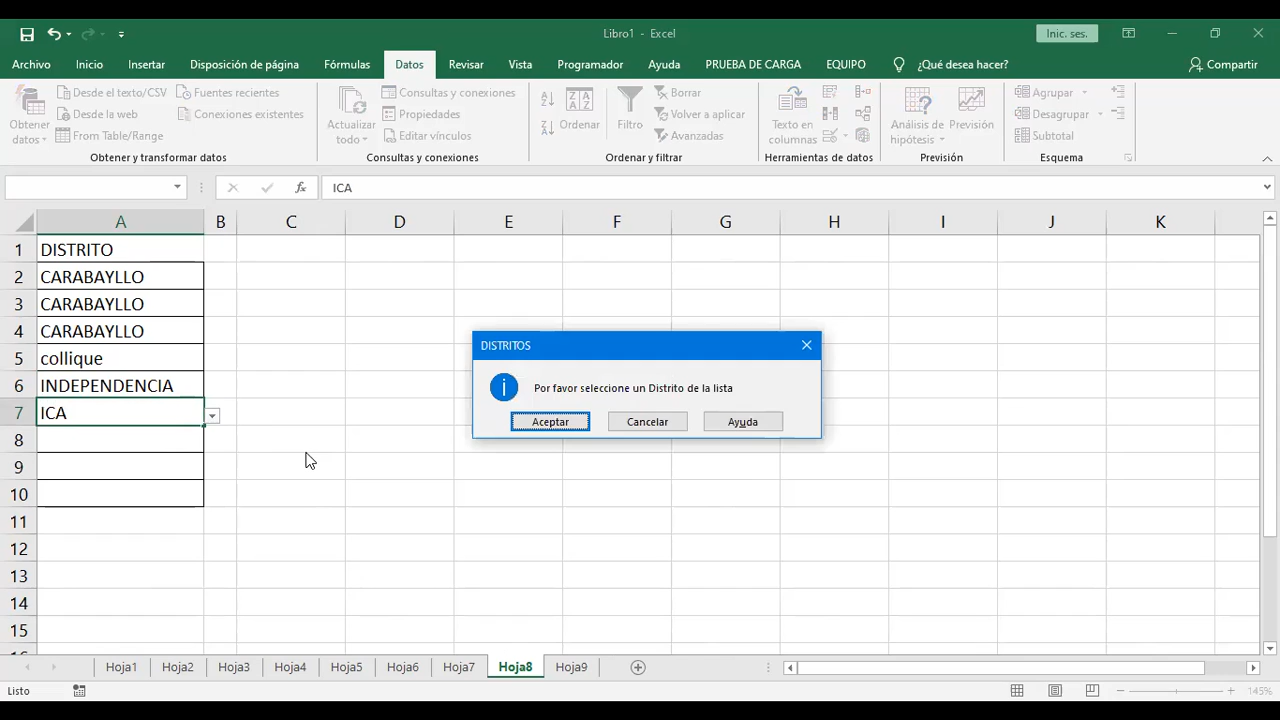 Libro1 - Excel
Inic. ses.
Archivo Inicio Insertar Disposición de página Fórmulas Datos Revisar Vista Programador Ayuda PRUEBA DE CARGA EQUIPO ¿Qué desea hacer? Compartir
Obtener datos
Desde el texto/CSV
Desde la web
From Table/Range
Fuentes recientes
Conexiones existentes
Obtener y transformar datos
Actualizar todo
Consultas y conexiones
Propiedades
Editar vínculos
Consultas y conexiones
Ordenar
Filtro
Borrar
Volver a aplicar
Avanzadas
Ordenar y filtrar
Texto en columnas
Herramientas de datos
Análisis de hipótesis
Previsión
Previsión
Agrupar
Desagrupar
Subtotal
Esquema
fx ICA
A B C D E F G H I J K
1 DISTRITO
2 CARABAYLLO
3 CARABAYLLO
4 CARABAYLLO
5 collique
6 INDEPENDENCIA
7 ICA
8
9
10
11
12
13
14
15
DISTRITOS
Por favor seleccione un Distrito de la lista
Aceptar Cancelar Ayuda
Hoja1 Hoja2 Hoja3 Hoja4 Hoja5 Hoja6 Hoja7 Hoja8 Hoja9
Listo
145%